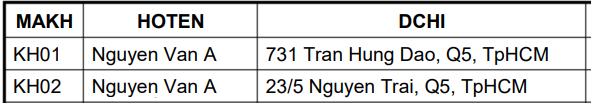 MAKH HOTEN DCHI
KH01 Nguyen Van A 731 Tran Hung Dao, Q5, TpHCM
KH02 Nguyen Van A 23/5 Nguyen Trai, Q5, TpHCM